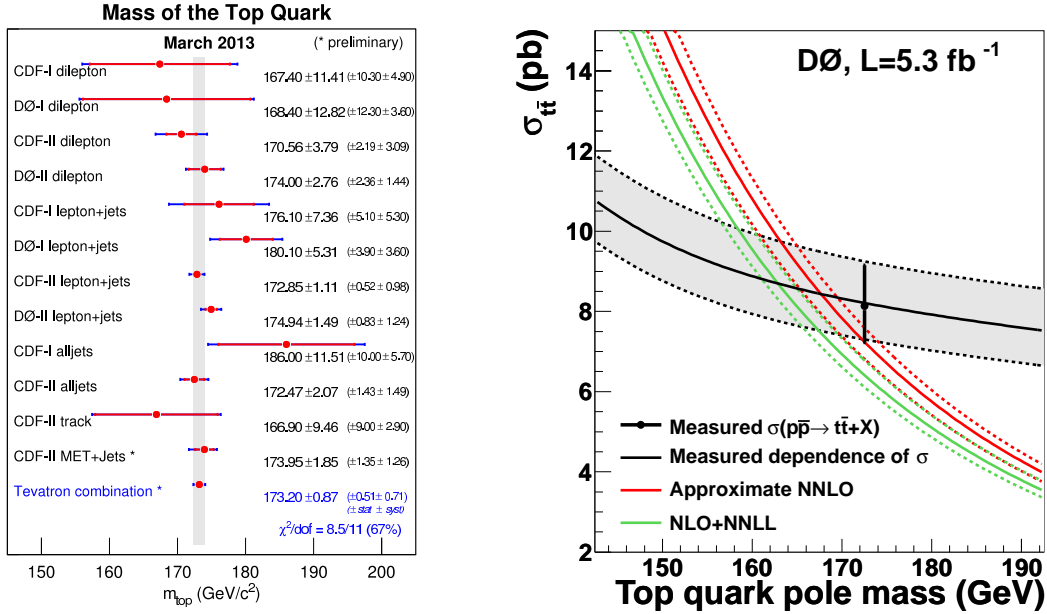 Mass of the Top Quark
March 2013 (* preliminary)
CDF-I dilepton 167.40 ±11.41 (±10.30 ± 4.90)
DØ-I dilepton 168.40 ±12.82 (±12.30 ± 3.60)
CDF-II dilepton 170.56 ±3.79 (±2.19 ± 3.09)
DØ-II dilepton 174.00 ±2.76 (±2.36 ± 1.44)
CDF-I lepton+jets 176.10 ±7.36 (±5.10 ± 5.30)
DØ-I lepton+jets 180.10 ±5.31 (±3.90 ± 3.60)
CDF-II lepton+jets 172.85 ±1.11 (±0.52 ± 0.98)
DØ-II lepton+jets 174.94 ±1.49 (±0.83 ± 1.24)
CDF-I alljets 186.00 ±11.51 (±10.00 ± 5.70)
CDF-II alljets 172.47 ±2.07 (±1.43 ± 1.49)
CDF-II track 166.90 ±9.46 (±9.00 ± 2.90)
CDF-II MET+Jets * 173.95 ±1.85 (±1.35 ± 1.26)
Tevatron combination * 173.20 ±0.87 (±0.51 ± 0.71)
(± stat ± syst)
χ²/dof = 8.5/11 (67%)
150 160 170 180 190 200
m_top (GeV/c²)
σ_tt̄ (pb)
DØ, L=5.3 fb⁻¹
14
12
10
8
6
4
2
Measured σ(pp̄→ tt̄+X)
Measured dependence of σ
Approximate NNLO
NLO+NNLL
150 160 170 180 190
Top quark pole mass (GeV)